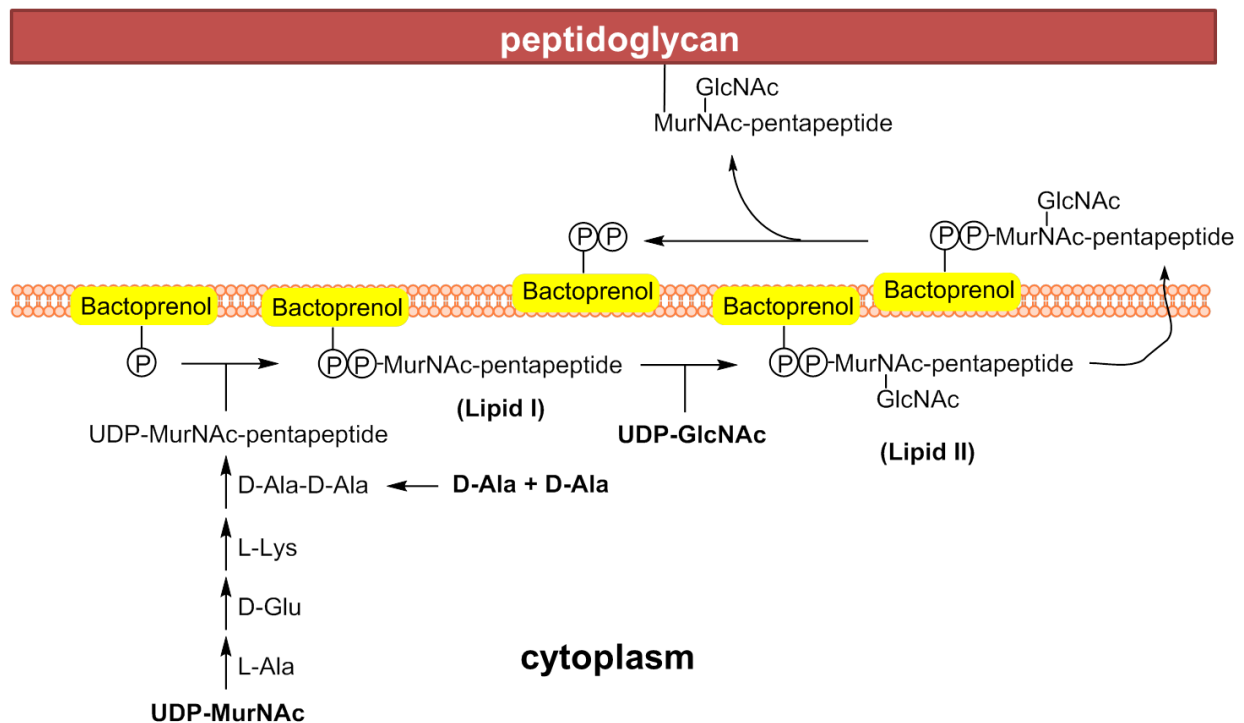 peptidoglycan
GlcNAc
MurNAc-pentapeptide
GlcNAc
P P
P P-MurNAc-pentapeptide
Bactoprenol
Bactoprenol
Bactoprenol
Bactoprenol
Bactoprenol
P
P P-MurNAc-pentapeptide
P P-MurNAc-pentapeptide
GlcNAc
(Lipid I)
UDP-MurNAc-pentapeptide
UDP-GlcNAc
(Lipid II)
D-Ala-D-Ala
D-Ala + D-Ala
L-Lys
D-Glu
L-Ala
cytoplasm
UDP-MurNAc